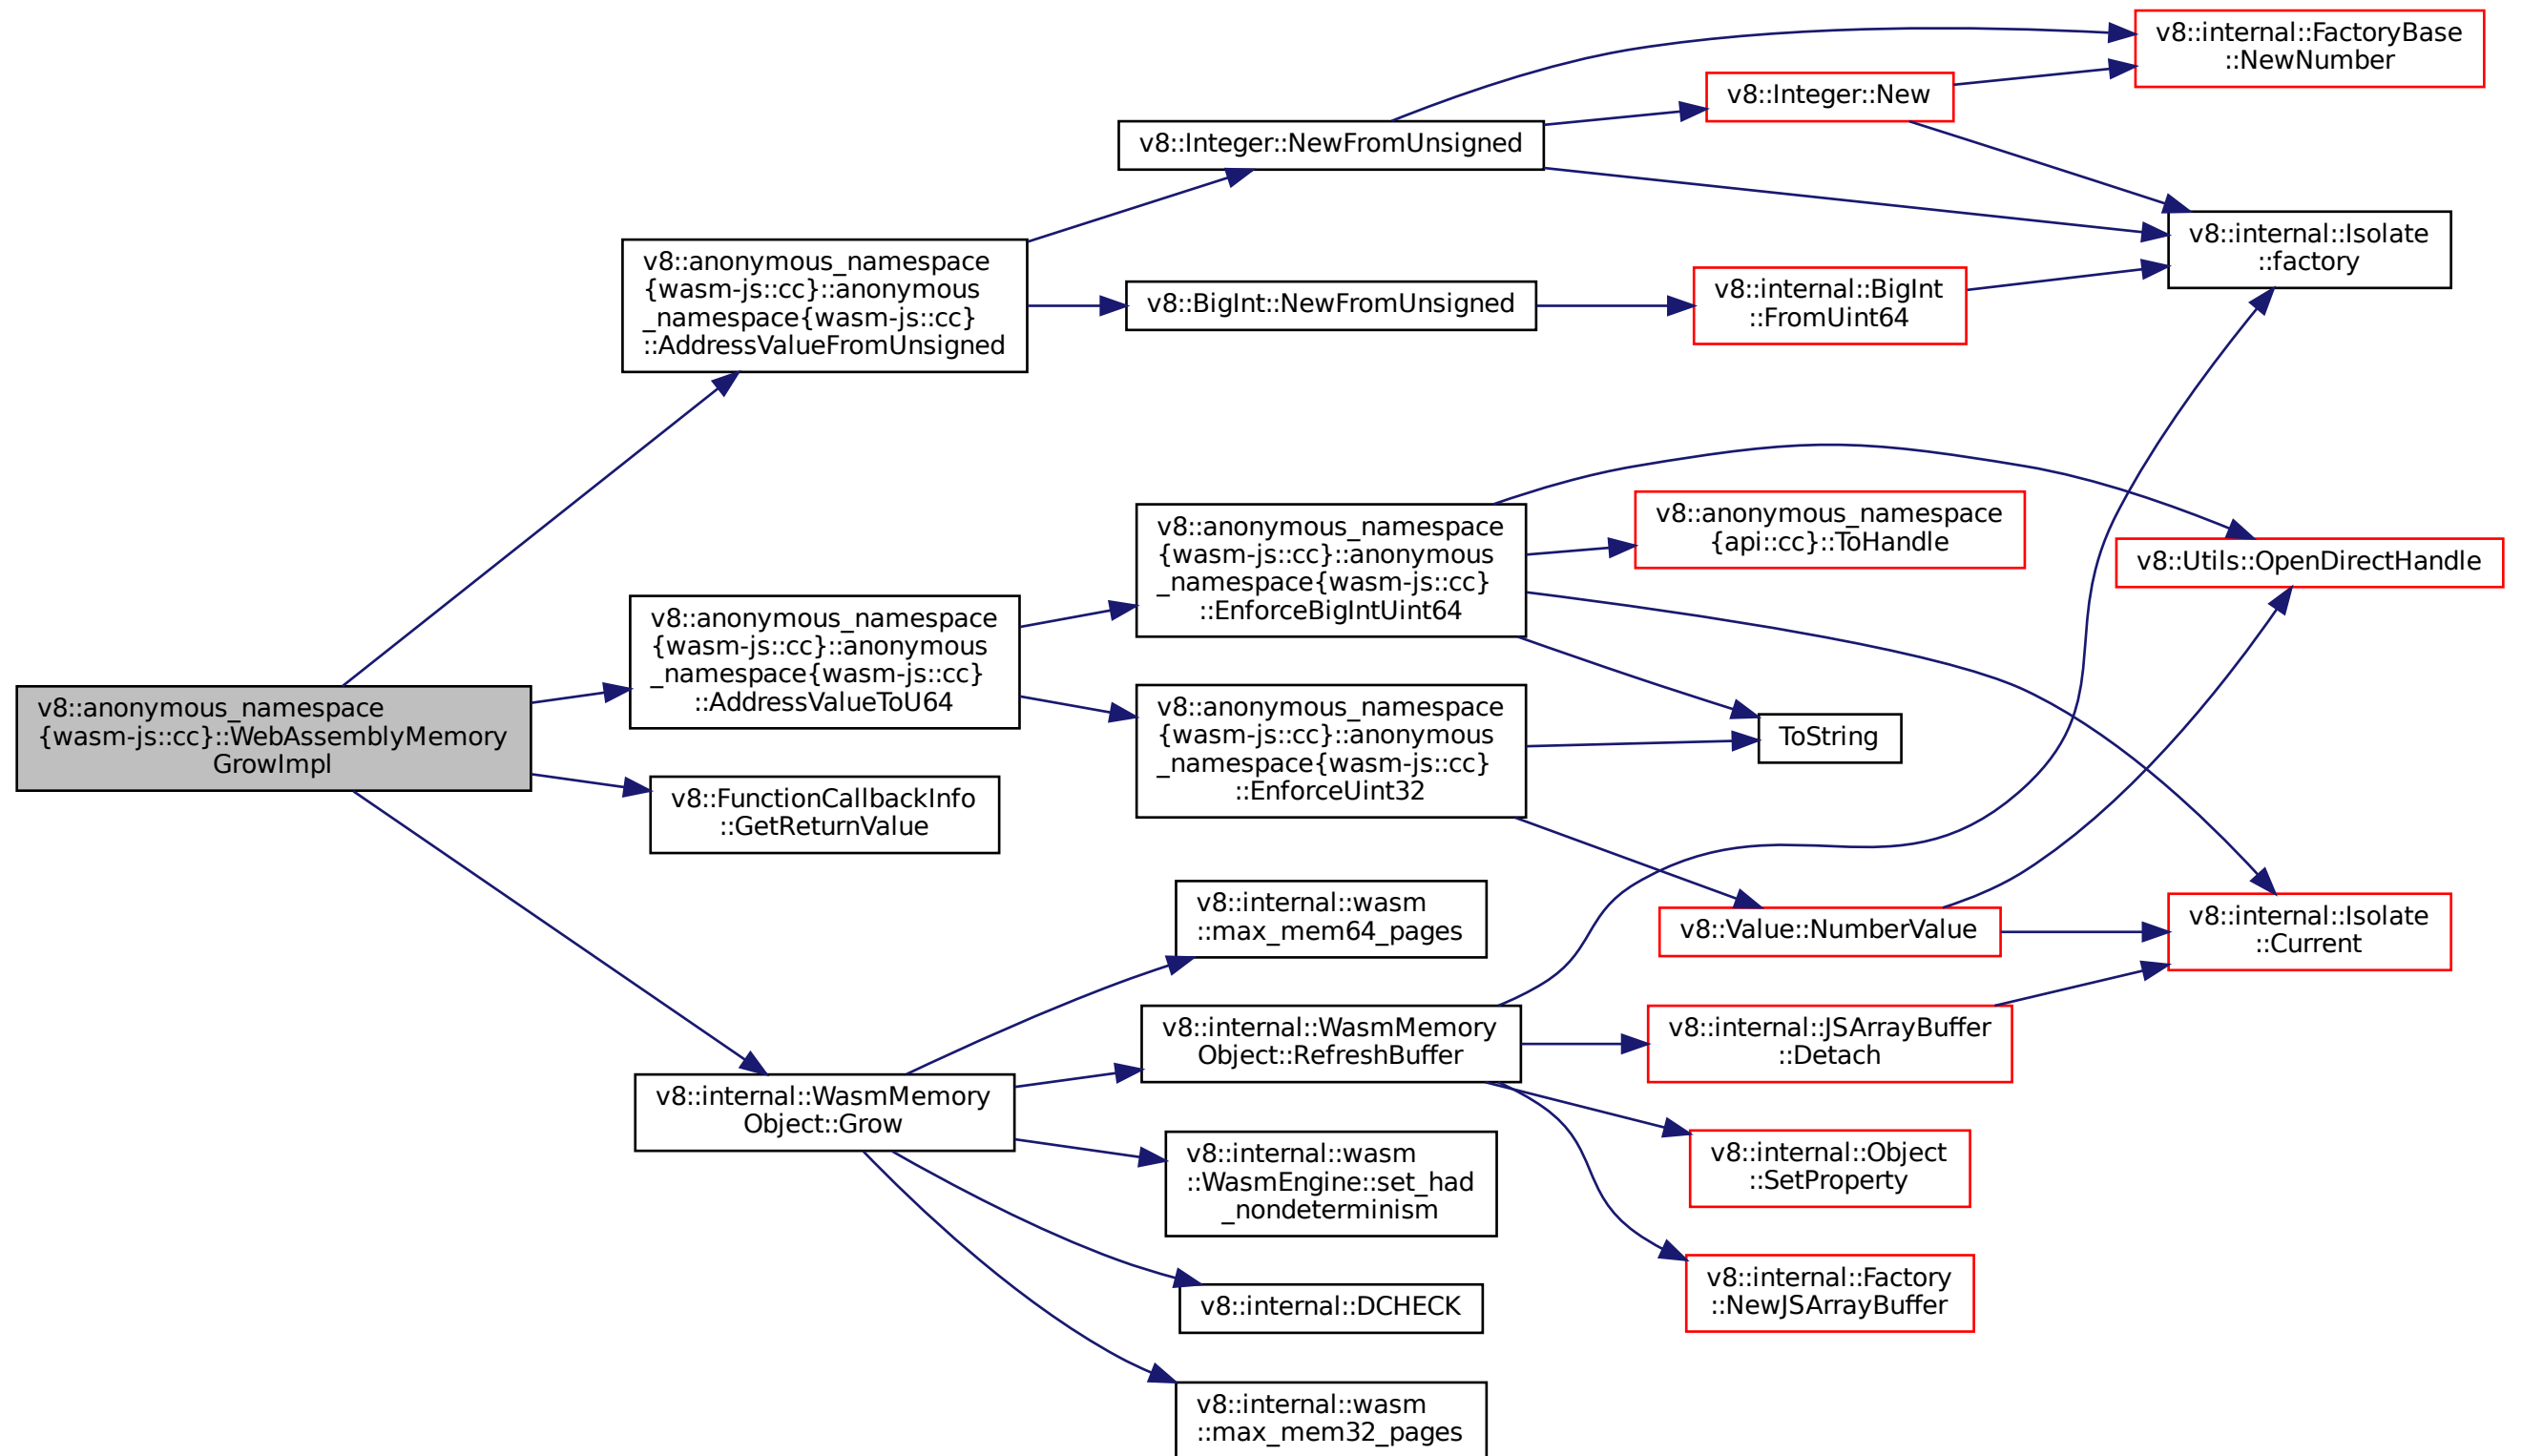 v8::anonymous_namespace
{wasm-js::cc}::WebAssemblyMemory
GrowImpl
v8::anonymous_namespace
{wasm-js::cc}::anonymous
_namespace{wasm-js::cc}
::AddressValueFromUnsigned
v8::anonymous_namespace
{wasm-js::cc}::anonymous
_namespace{wasm-js::cc}
::AddressValueToU64
v8::FunctionCallbackInfo
::GetReturnValue
v8::internal::WasmMemory
Object::Grow
v8::Integer::NewFromUnsigned
v8::BigInt::NewFromUnsigned
v8::anonymous_namespace
{wasm-js::cc}::anonymous
_namespace{wasm-js::cc}
::EnforceBigIntUint64
v8::anonymous_namespace
{wasm-js::cc}::anonymous
_namespace{wasm-js::cc}
::EnforceUint32
v8::internal::wasm
::max_mem64_pages
v8::internal::WasmMemory
Object::RefreshBuffer
v8::internal::wasm
::WasmEngine::set_had
_nondeterminism
v8::internal::DCHECK
v8::internal::wasm
::max_mem32_pages
v8::Integer::New
v8::internal::BigInt
::FromUint64
v8::anonymous_namespace
{api::cc}::ToHandle
ToString
v8::Value::NumberValue
v8::internal::JSArrayBuffer
::Detach
v8::internal::Object
::SetProperty
v8::internal::Factory
::NewJSArrayBuffer
v8::internal::FactoryBase
::NewNumber
v8::internal::Isolate
::factory
v8::Utils::OpenDirectHandle
v8::internal::Isolate
::Current